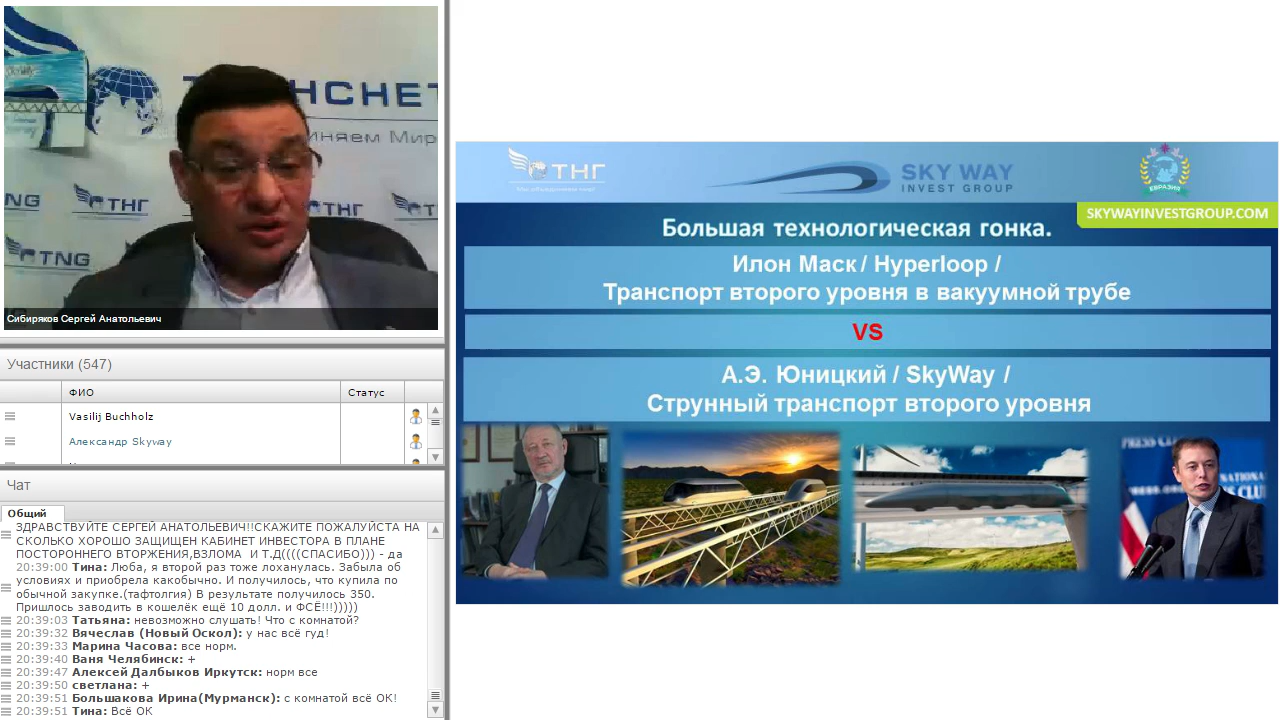 ТРАНСНЕТ
иняем Мир
NG
ТНГ
ТНГ
TNG
TNG
Сибиряков Сергей Анатольевич
Участники (547)
ФИО Статус
Vasilij Buchholz
Александр Skyway
Чат
Общий
ЗДРАВСТВУЙТЕ СЕРГЕЙ АНАТОЛЬЕВИЧ!!СКАЖИТЕ ПОЖАЛУЙСТА НА
СКОЛЬКО ХОРОШО ЗАЩИЩЕН КАБИНЕТ ИНВЕСТОРА В ПЛАНЕ
ПОСТОРОННЕГО ВТОРЖЕНИЯ,ВЗЛОМА И Т.Д((((СПАСИБО))) - да
20:39:00 Тина: Люба, я второй раз тоже лоханулась. Забыла об
условиях и приобрела какобычно. И получилось, что купила по
обычной закупке.(тафтолгия) В результате получилось 350.
Пришлось заводить в кошелёк ещё 10 долл. и ФСЁ!!!)))))
20:39:03 Татьяна: невозможно слушать! Что с комнатой?
20:39:32 Вячеслав (Новый Оскол): у нас всё гуд!
20:39:33 Марина Часова: все норм.
20:39:40 Ваня Челябинск: +
20:39:47 Алексей Далбыков Иркутск: норм все
20:39:50 светлана: +
20:39:51 Большакова Ирина(Мурманск): с комнатой всё ОК!
20:39:51 Тина: Всё ОК
ТНГ
SKY WAY
INVEST GROUP
ЕВРАЗИЯ
SKYWAYINVESTGROUP.COM
Большая технологическая гонка.
Илон Маск / Hyperloop /
Транспорт второго уровня в вакуумной трубе
VS
А.Э. Юницкий / SkyWay /
Струнный транспорт второго уровня